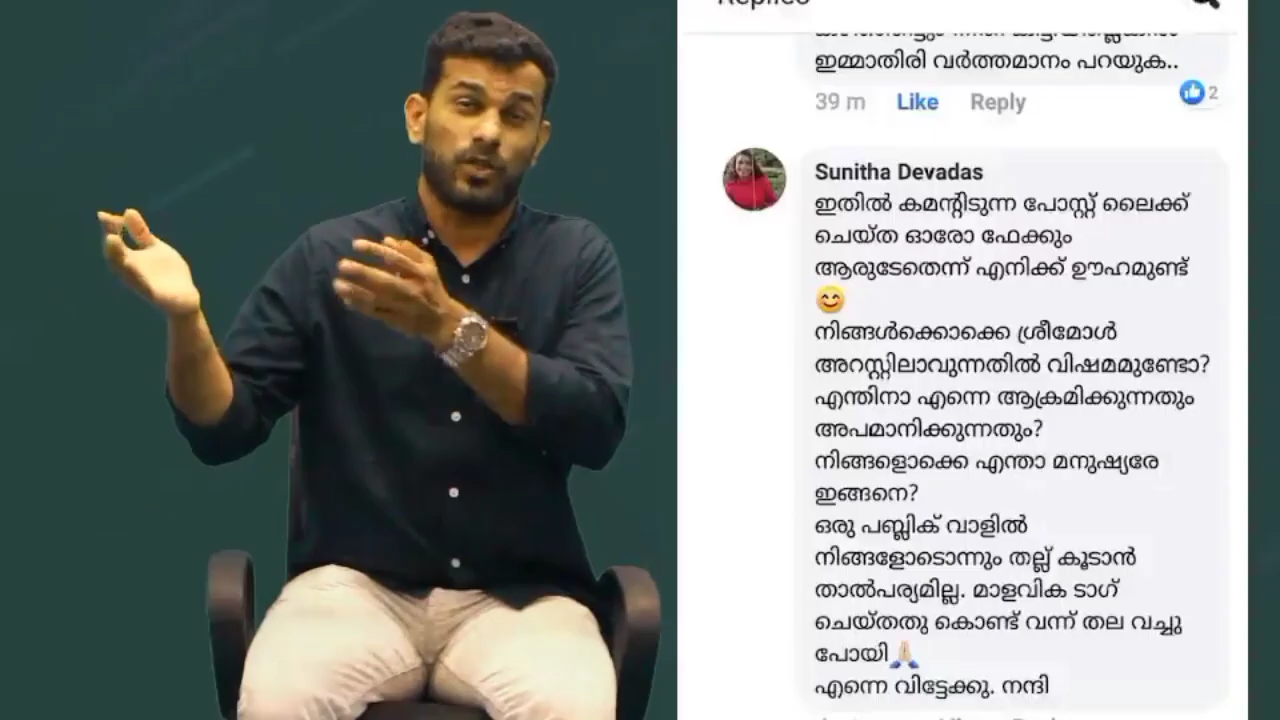 Replies
ഇമ്മാതിരി വർത്തമാനം പറയുക..
39 m Like Reply 2
Sunitha Devadas
ഇതിൽ കമന്റിടുന്ന പോസ്റ്റ് ലൈക്ക്
ചെയ്ത ഓരോ ഫേക്കും
ആരുടേതെന്ന് എനിക്ക് ഊഹമുണ്ട്
😊
നിങ്ങൾക്കൊക്കെ ശ്രീമോൾ
അറസ്റ്റിലാവുന്നതിൽ വിഷമമുണ്ടോ?
എന്തിനാ എന്നെ ആക്രമിക്കുന്നതും
അപമാനിക്കുന്നതും?
നിങ്ങളൊക്കെ എന്താ മനുഷ്യരേ
ഇങ്ങനെ?
ഒരു പബ്ലിക് വാളിൽ
നിങ്ങളോടൊന്നും തല്ല് കൂടാൻ
താൽപര്യമില്ല. മാളവിക ടാഗ്
ചെയ്തതു കൊണ്ട് വന്ന് തല വച്ചു
പോയി🙏🏻
എന്നെ വിട്ടേക്കു. നന്ദി